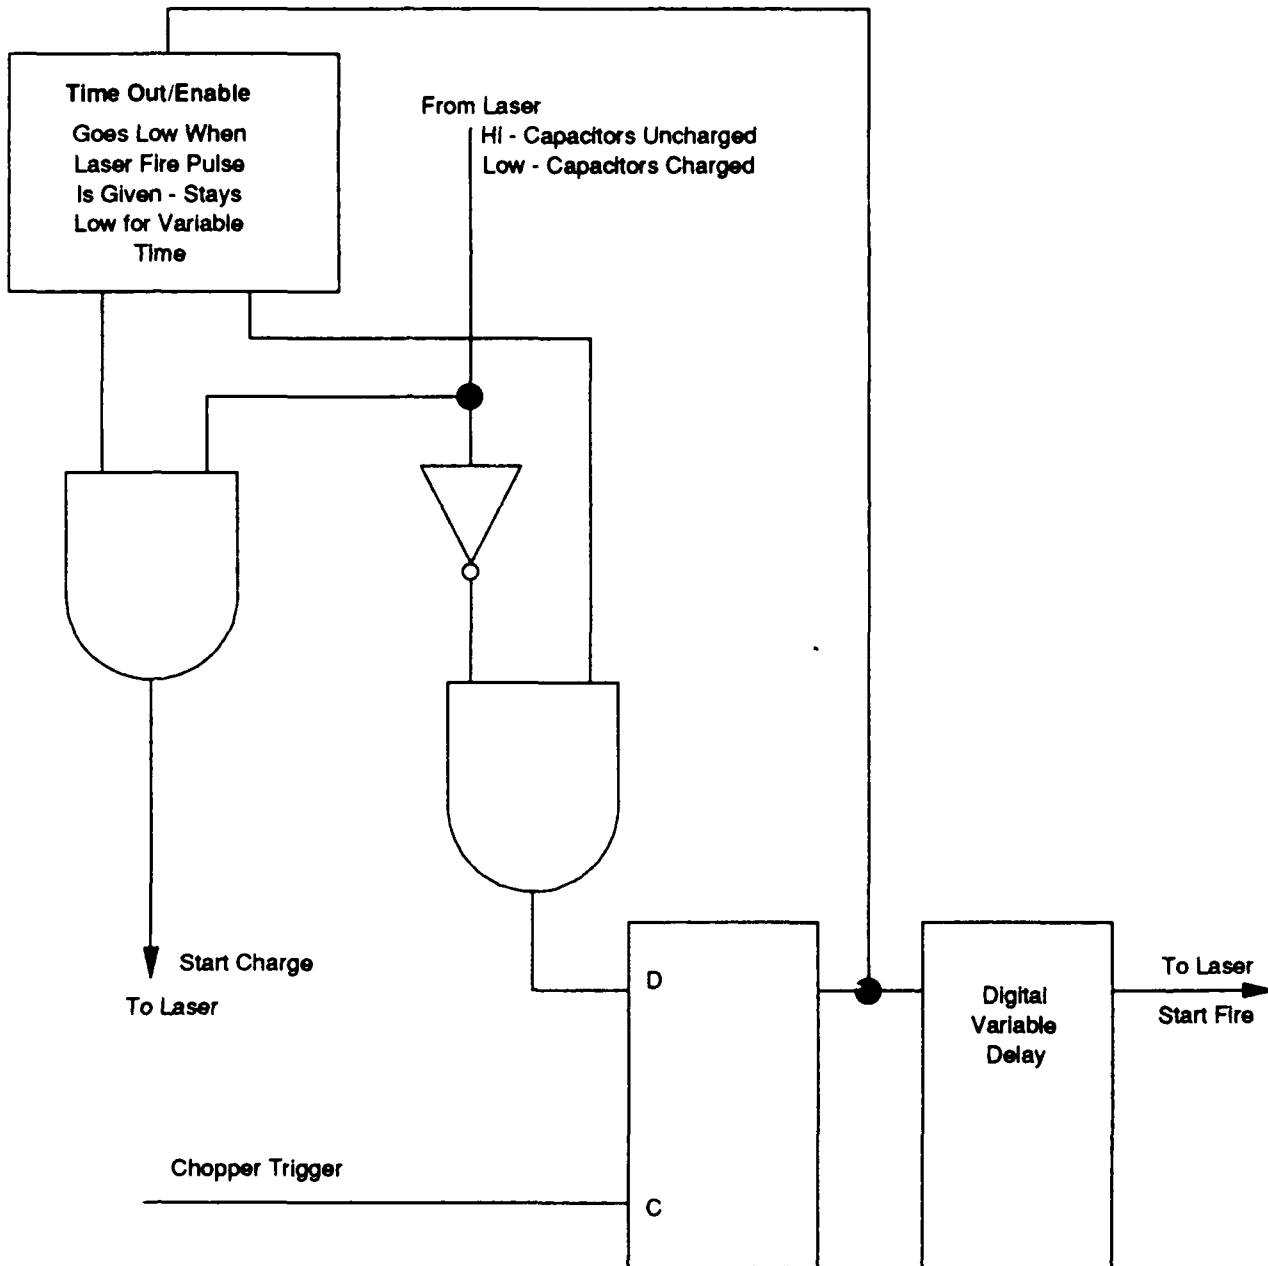 Time Out/Enable
Goes Low When
Laser Fire Pulse
Is Given - Stays
Low for Variable
Time
From Laser
Hi - Capacitors Uncharged
Low - Capacitors Charged
Start Charge
To Laser
D
Digital
Variable
Delay
To Laser
Start Fire
Chopper Trigger
C